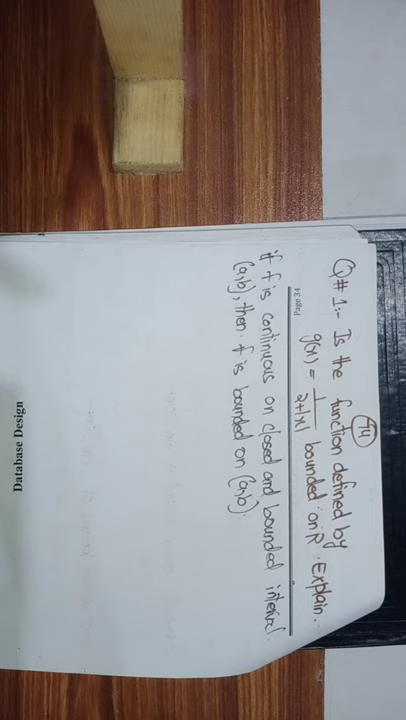 74
Q#1:- Is the function defined by
g(x) = 1/2+|x| bounded on R. Explain.
Page 34
if f is continuous on closed and bounded interval.
(a,b), then f is bounded on (a,b).
Database Design